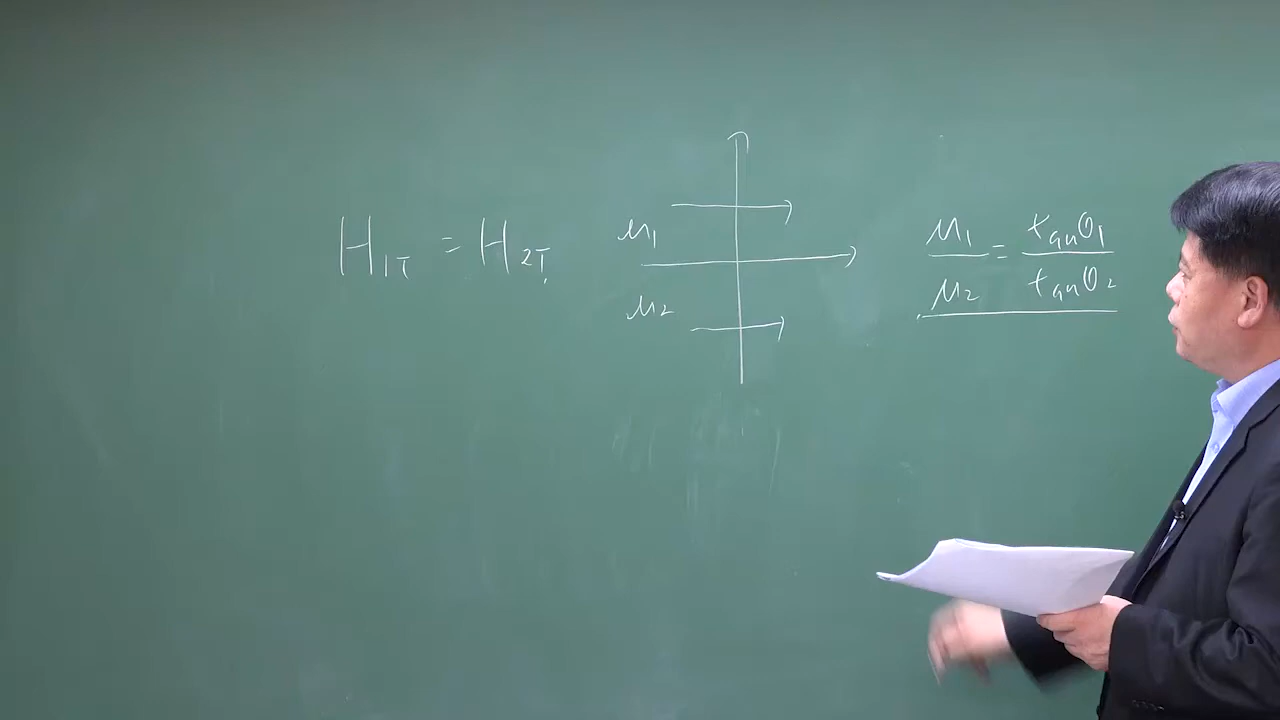 H₁T = H₂T
μ₁
μ₂
μ₁/μ₂ = tanθ₁/tanθ₂